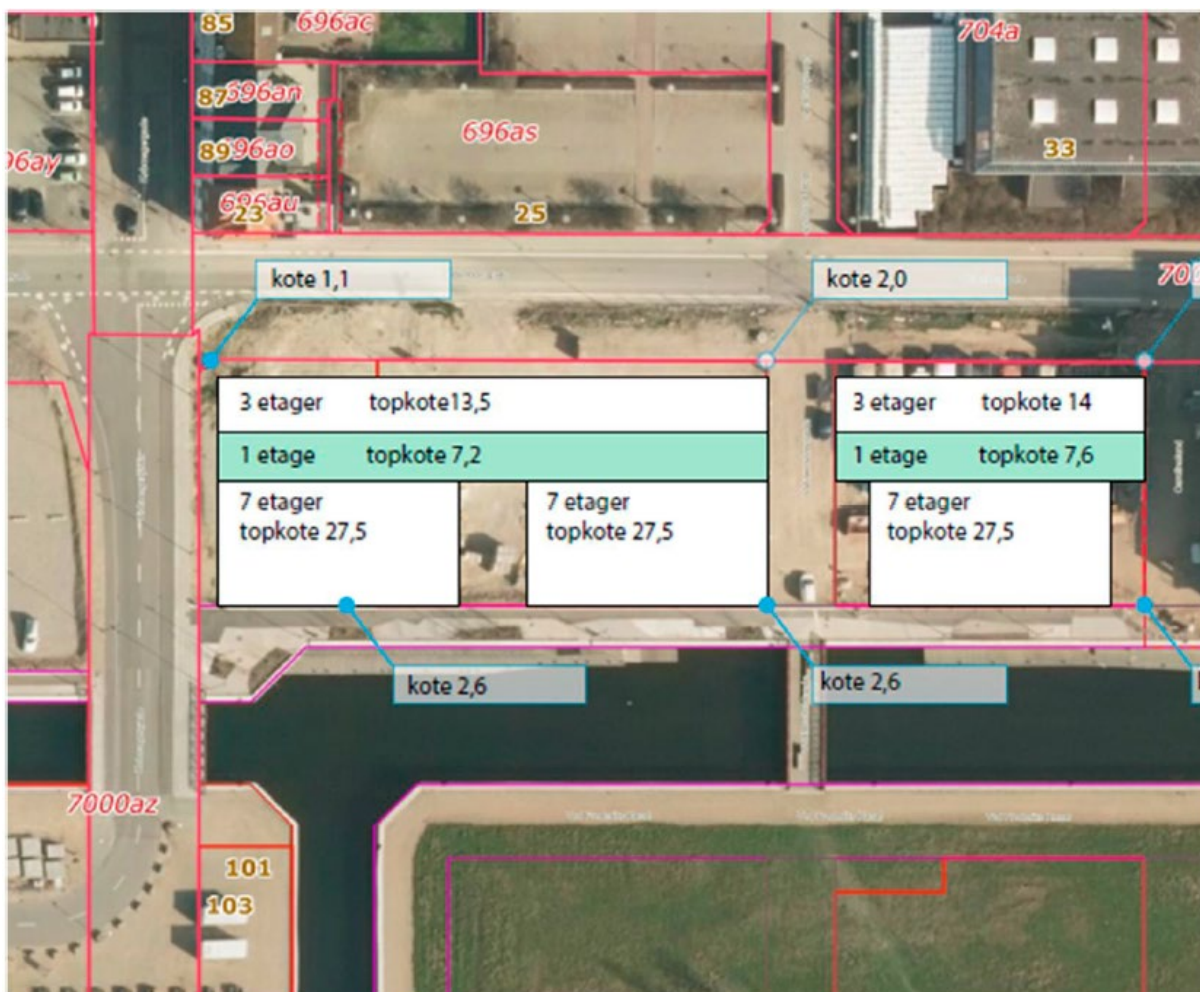 85
696ac
704a
87
696an
696as
89
696ao
96ay
33
696au
23
25
kote 1,1
kote 2,0
70
3 etager topkote13,5
3 etager topkote 14
1 etage topkote 7,2
1 etage topkote 7,6
7 etager
topkote 27,5
7 etager
topkote 27,5
7 etager
topkote 27,5
kote 2,6
kote 2,6
7000az
101
103